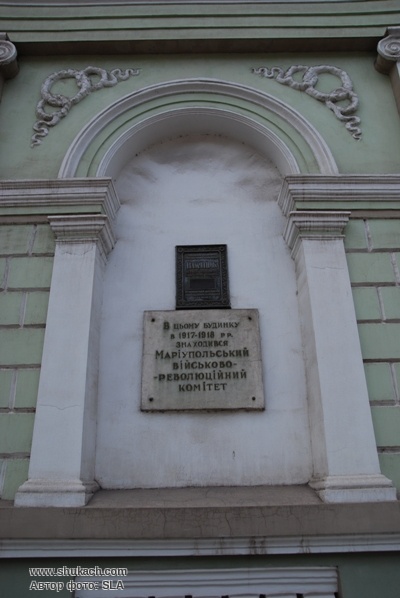 В цьому будинку
в 1917-1918 рр.
знаходився
Маріупольський
військово-
-революційний
комітет
www.shukach.com
Автор фото: SLA